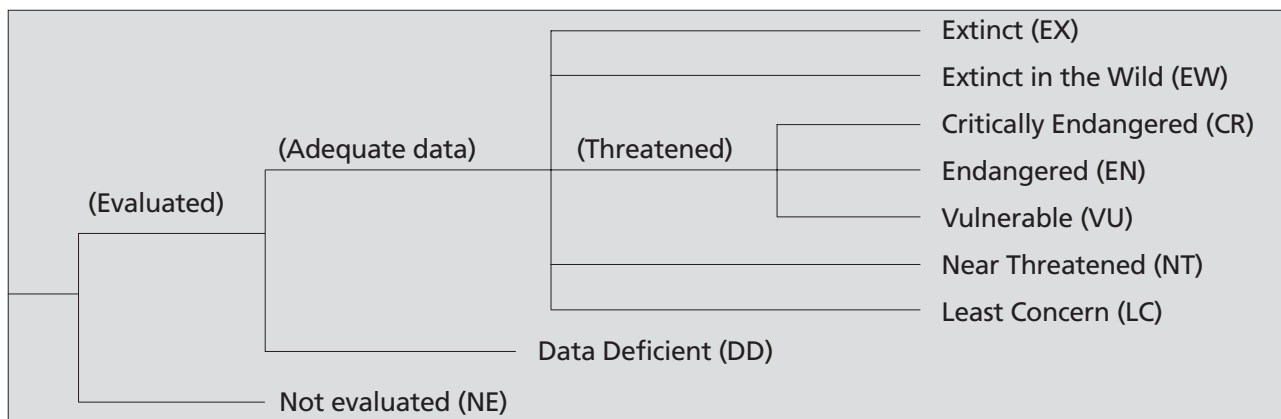 Extinct (EX)
Extinct in the Wild (EW)
Critically Endangered (CR)
(Adequate data)
(Threatened)
Endangered (EN)
(Evaluated)
Vulnerable (VU)
Near Threatened (NT)
Least Concern (LC)
Data Deficient (DD)
Not evaluated (NE)